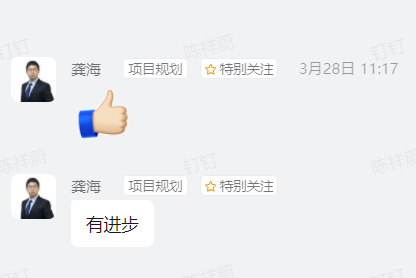 钉钉
陈祥蔚
钉钉
龚海 项目规划 特别关注 3月28日 11:17
陈祥蔚
钉钉
陈祥蔚
龚海 项目规划 特别关注
有进步
钉钉
陈祥蔚
钉钉